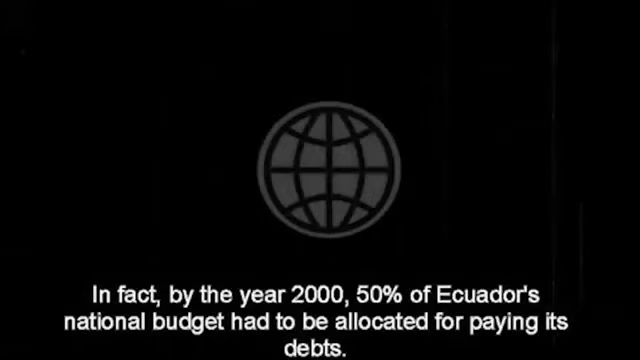 In fact, by the year 2000, 50% of Ecuador's
national budget had to be allocated for paying its
debts.